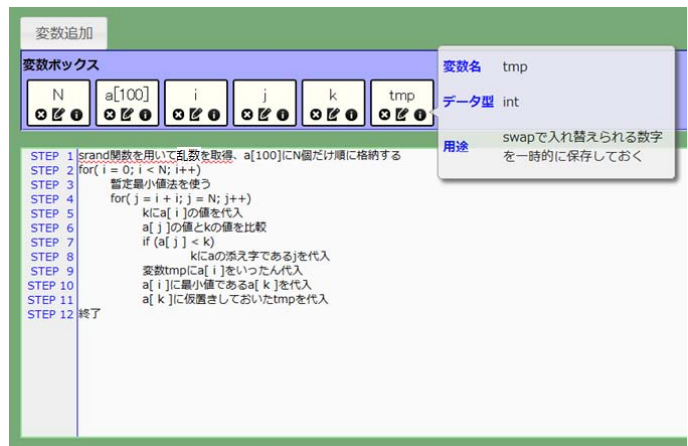 変数追加
変数ボックス
N
a[100]
i
j
k
tmp
変数名 tmp
データ型 int
用途 swapで入れ替えられる数字
を一時的に保存しておく
STEP 1 srand関数を用いて乱数を取得、a[100]にN個だけ順に格納する
STEP 2 for( i = 0; i < N; i++)
STEP 3 暫定最小値法を使う
STEP 4 for( j = i + i; j = N; j++)
STEP 5 kにa[ i ]の値を代入
STEP 6 a[ j ]の値とkの値を比較
STEP 7 if (a[ j ] < k)
STEP 8 kにaの添え字であるjを代入
STEP 9 変数tmpにa[ i ]をいったん代入
STEP 10 a[ i ]に最小値であるa[ k ]を代入
STEP 11 a[ k ]に仮置きしておいたtmpを代入
STEP 12 終了